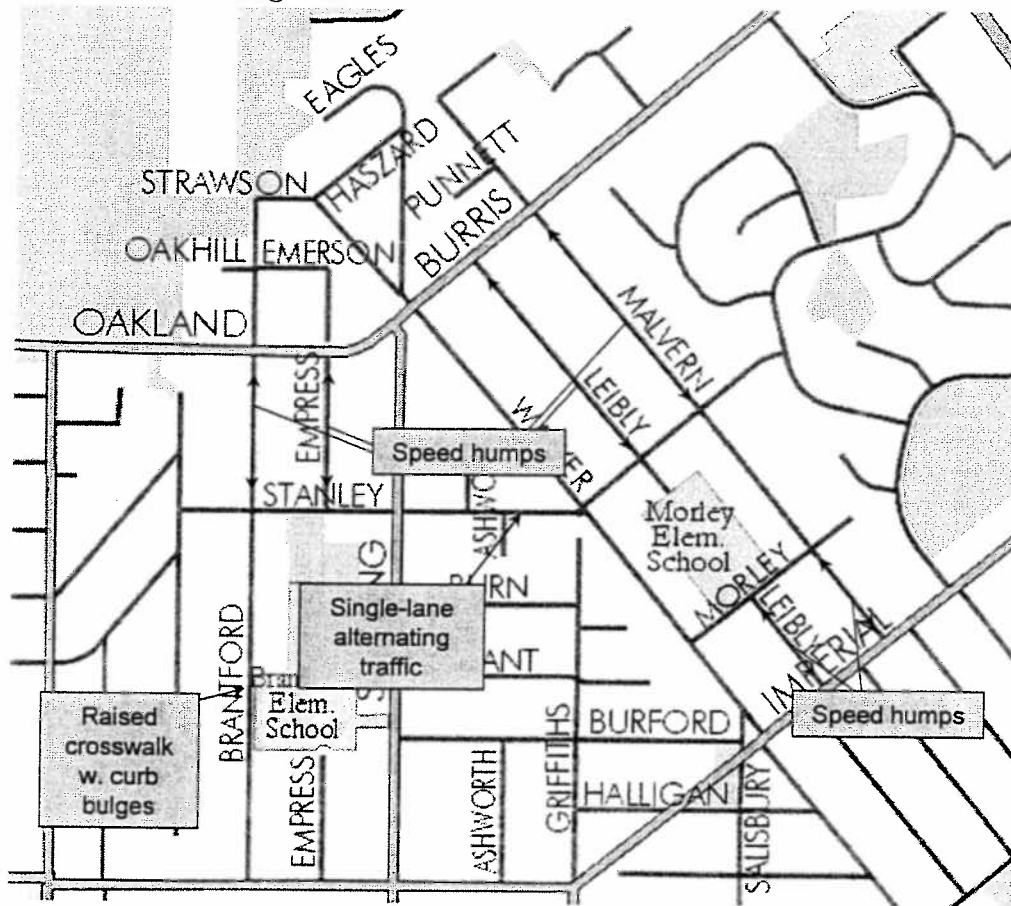 EAGLES
HASZARD
PUNNETT
STRAWSON
BURRIS
OAKHILL EMERSON
OAKLAND
MALVERN
EMPRESS
LEIBLY
Speed humps
STANLEY
Morley
Elem.
School
MORLEY
Single-lane
alternating
traffic
LEIBLY
IMPERIAL
BRANTFORD
Elem.
School
Raised
crosswalk
w. curb
bulges
Speed humps
BURFORD
GRIFFITHS
HALLIGAN
EMPRESS
ASHWORTH
SALISBURY